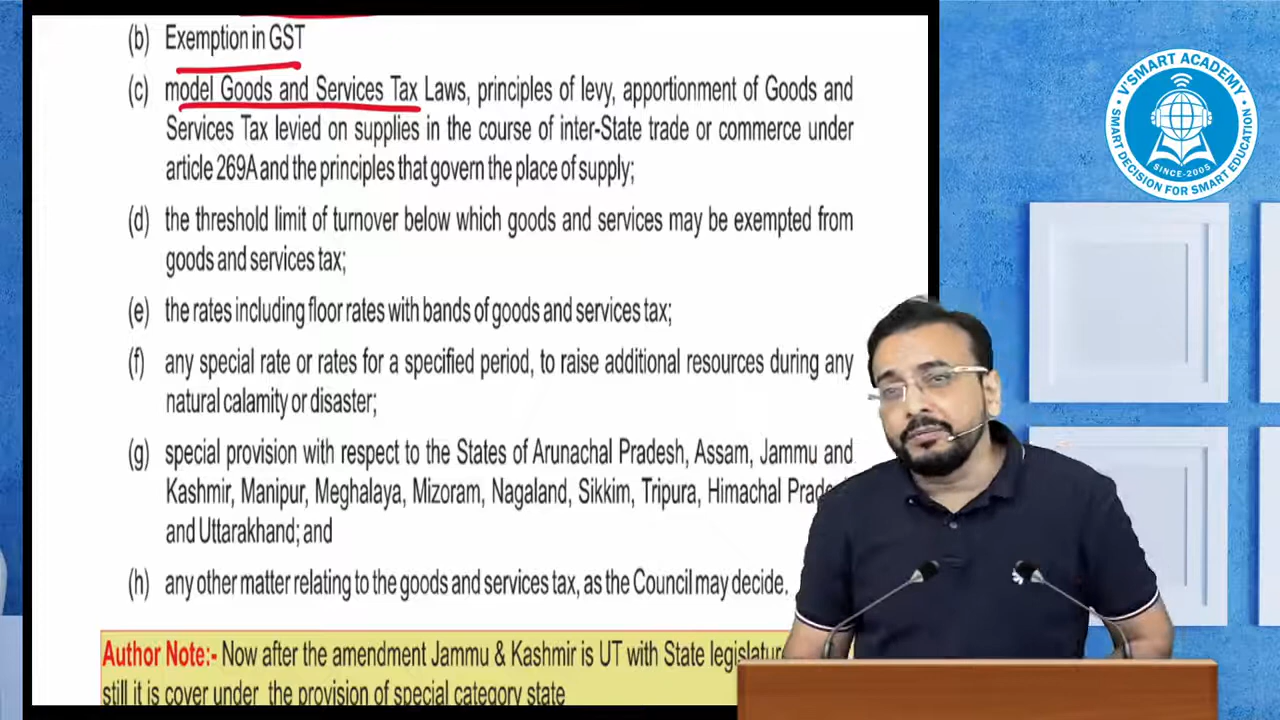 (b) Exemption in GST
(c) model Goods and Services Tax Laws, principles of levy, apportionment of Goods and
Services Tax levied on supplies in the course of inter-State trade or commerce under
article 269A and the principles that govern the place of supply;
(d) the threshold limit of turnover below which goods and services may be exempted from
goods and services tax;
(e) the rates including floor rates with bands of goods and services tax;
(f) any special rate or rates for a specified period, to raise additional resources during any
natural calamity or disaster;
(g) special provision with respect to the States of Arunachal Pradesh, Assam, Jammu and
Kashmir, Manipur, Meghalaya, Mizoram, Nagaland, Sikkim, Tripura, Himachal
and Uttarakhand; and
(h) any other matter relating to the goods and services tax, as the Council may decide.
Author Note:- Now after the amendment Jammu & Kashmir is UT with State legislature
still it is cover under the provision of special category state
V'SMART ACADEMY
SINCE-2005
SMART DECISION FOR SMART EDUCATION